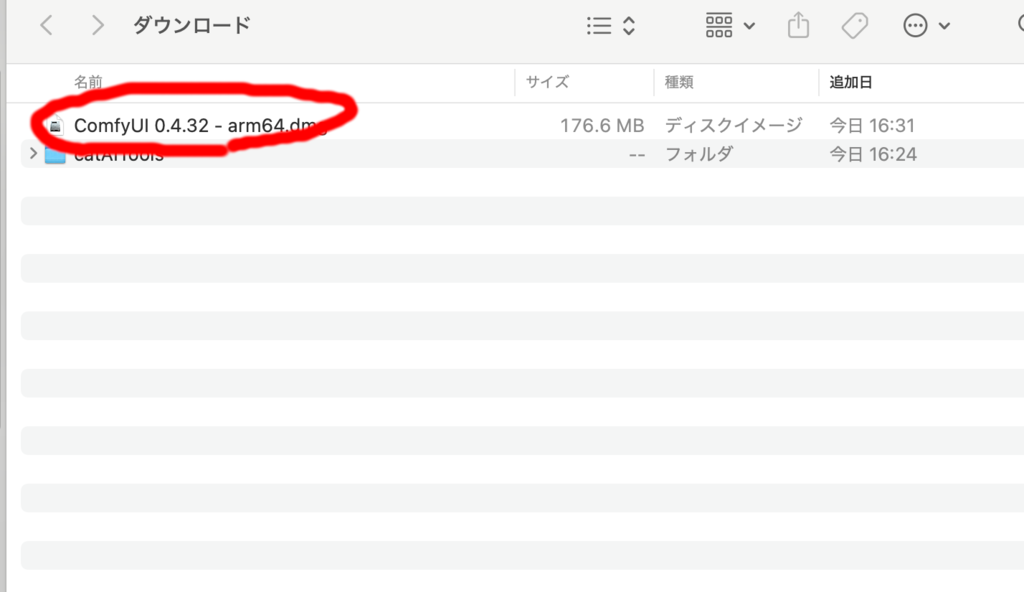 ダウンロード
名前 サイズ 種類 追加日
ComfyUI 0.4.32 - arm64.dmg 176.6 MB ディスクイメージ 今日 16:31
catAITools -- フォルダ 今日 16:24